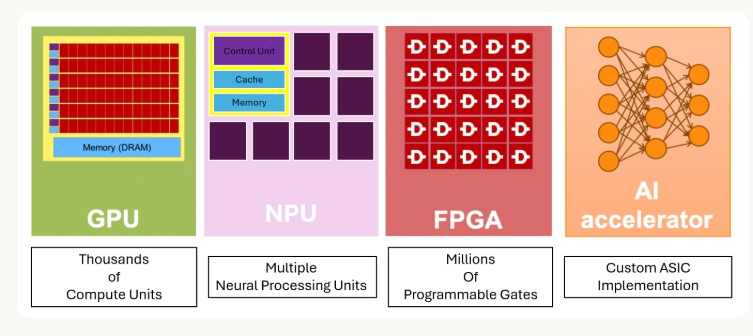 Control Unit
Cache
Memory
Memory (DRAM)
GPU
NPU
FPGA
AI
accelerator
Thousands
of
Compute Units
Multiple
Neural Processing Units
Millions
Of
Programmable Gates
Custom ASIC
Implementation